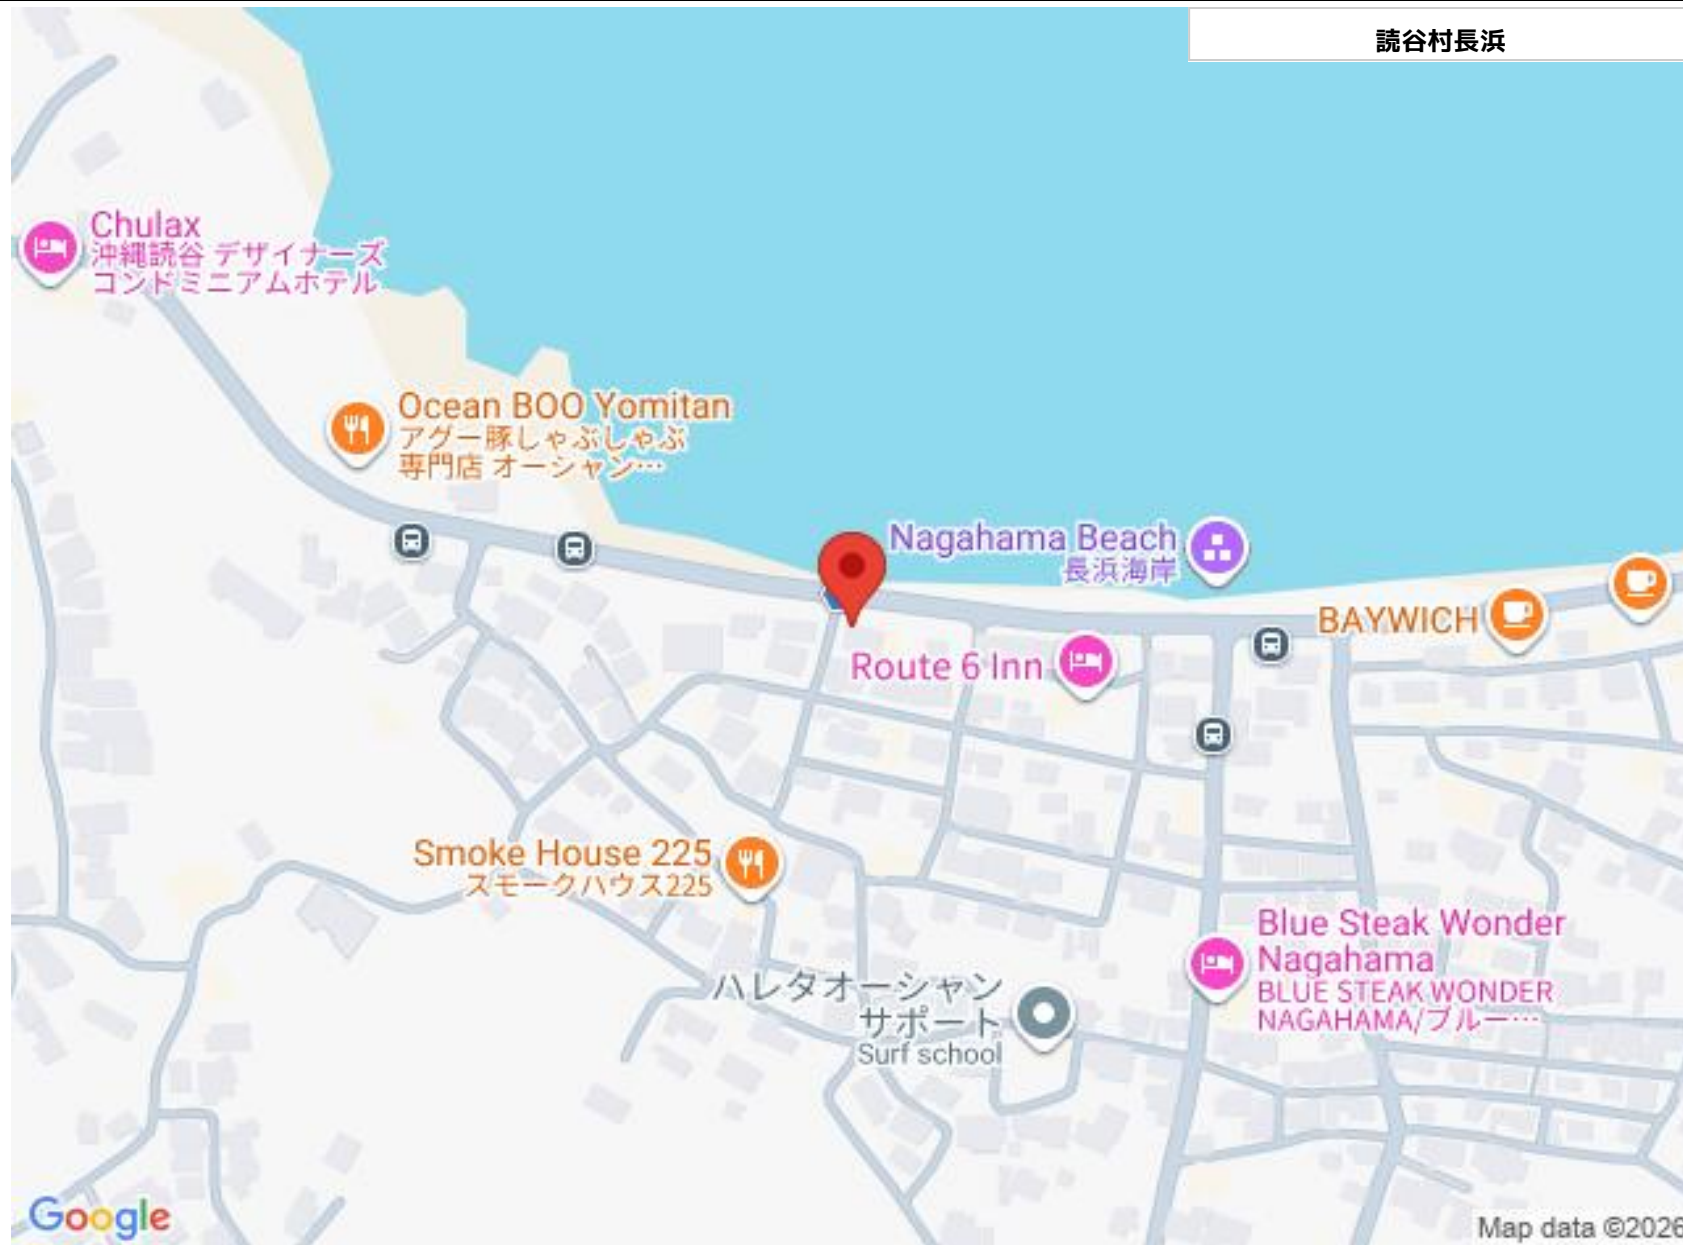 読谷村長浜
Chulax
沖縄読谷 デザイナーズ
コンドミニアムホテル
Ocean BOO Yomitan
アグー豚しゃぶしゃぶ
専門店 オーシャン…
Nagahama Beach
長浜海岸
BAYWICH
Route 6 Inn
Smoke House 225
スモークハウス225
Blue Steak Wonder
Nagahama
BLUE STEAK WONDER
NAGAHAMA/ブルー…
ハレタオーシャン
サポート
Surf school
Google
Map data ©2026